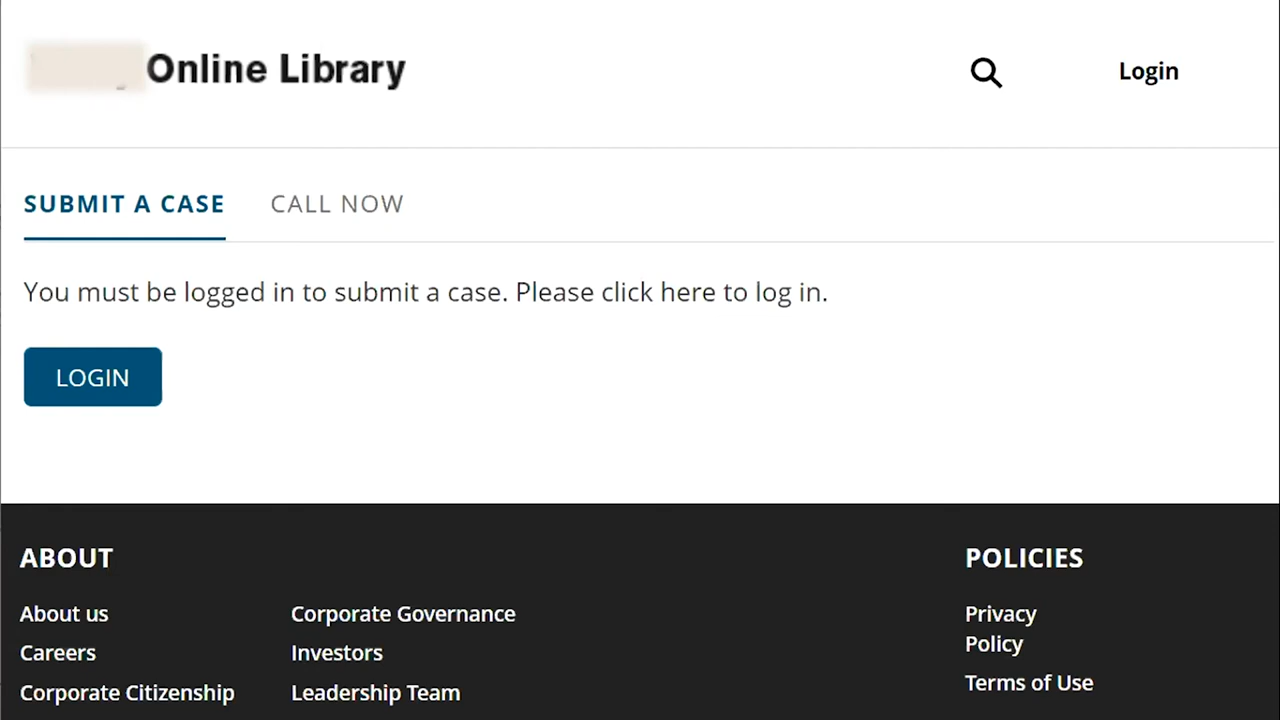 Online Library
Login
SUBMIT A CASE
CALL NOW
You must be logged in to submit a case. Please click here to log in.
LOGIN
ABOUT
POLICIES
About us
Corporate Governance
Privacy
Policy
Careers
Investors
Corporate Citizenship
Leadership Team
Terms of Use